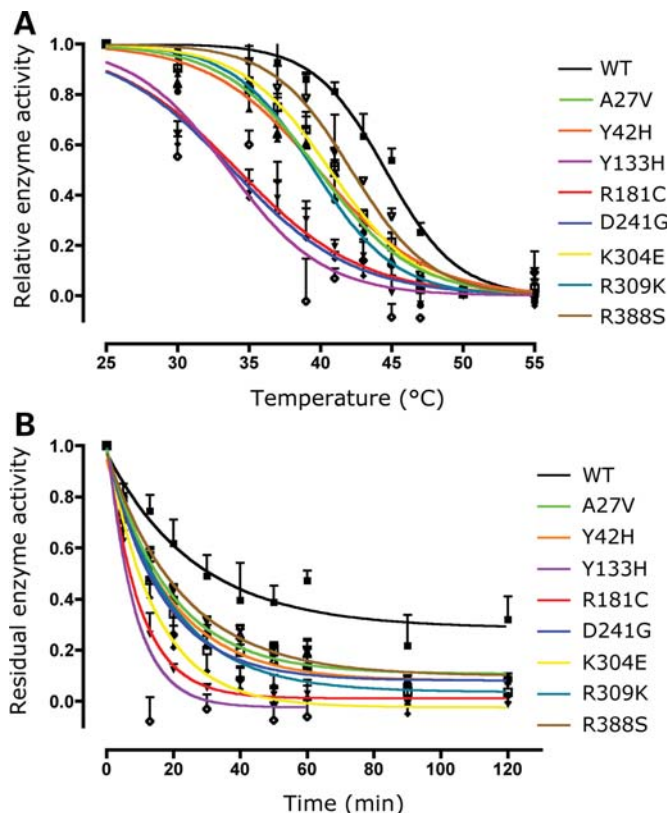 A
Relative enzyme activity
1.0
0.8
0.6
0.4
0.2
0.0
25
30
35
40
45
50
55
Temperature (°C)
WT
A27V
Y42H
Y133H
R181C
D241G
K304E
R309K
R388S
B
Residual enzyme activity
1.0
0.8
0.6
0.4
0.2
0.0
0
20
40
60
80
100
120
Time (min)
WT
A27V
Y42H
Y133H
R181C
D241G
K304E
R309K
R388S